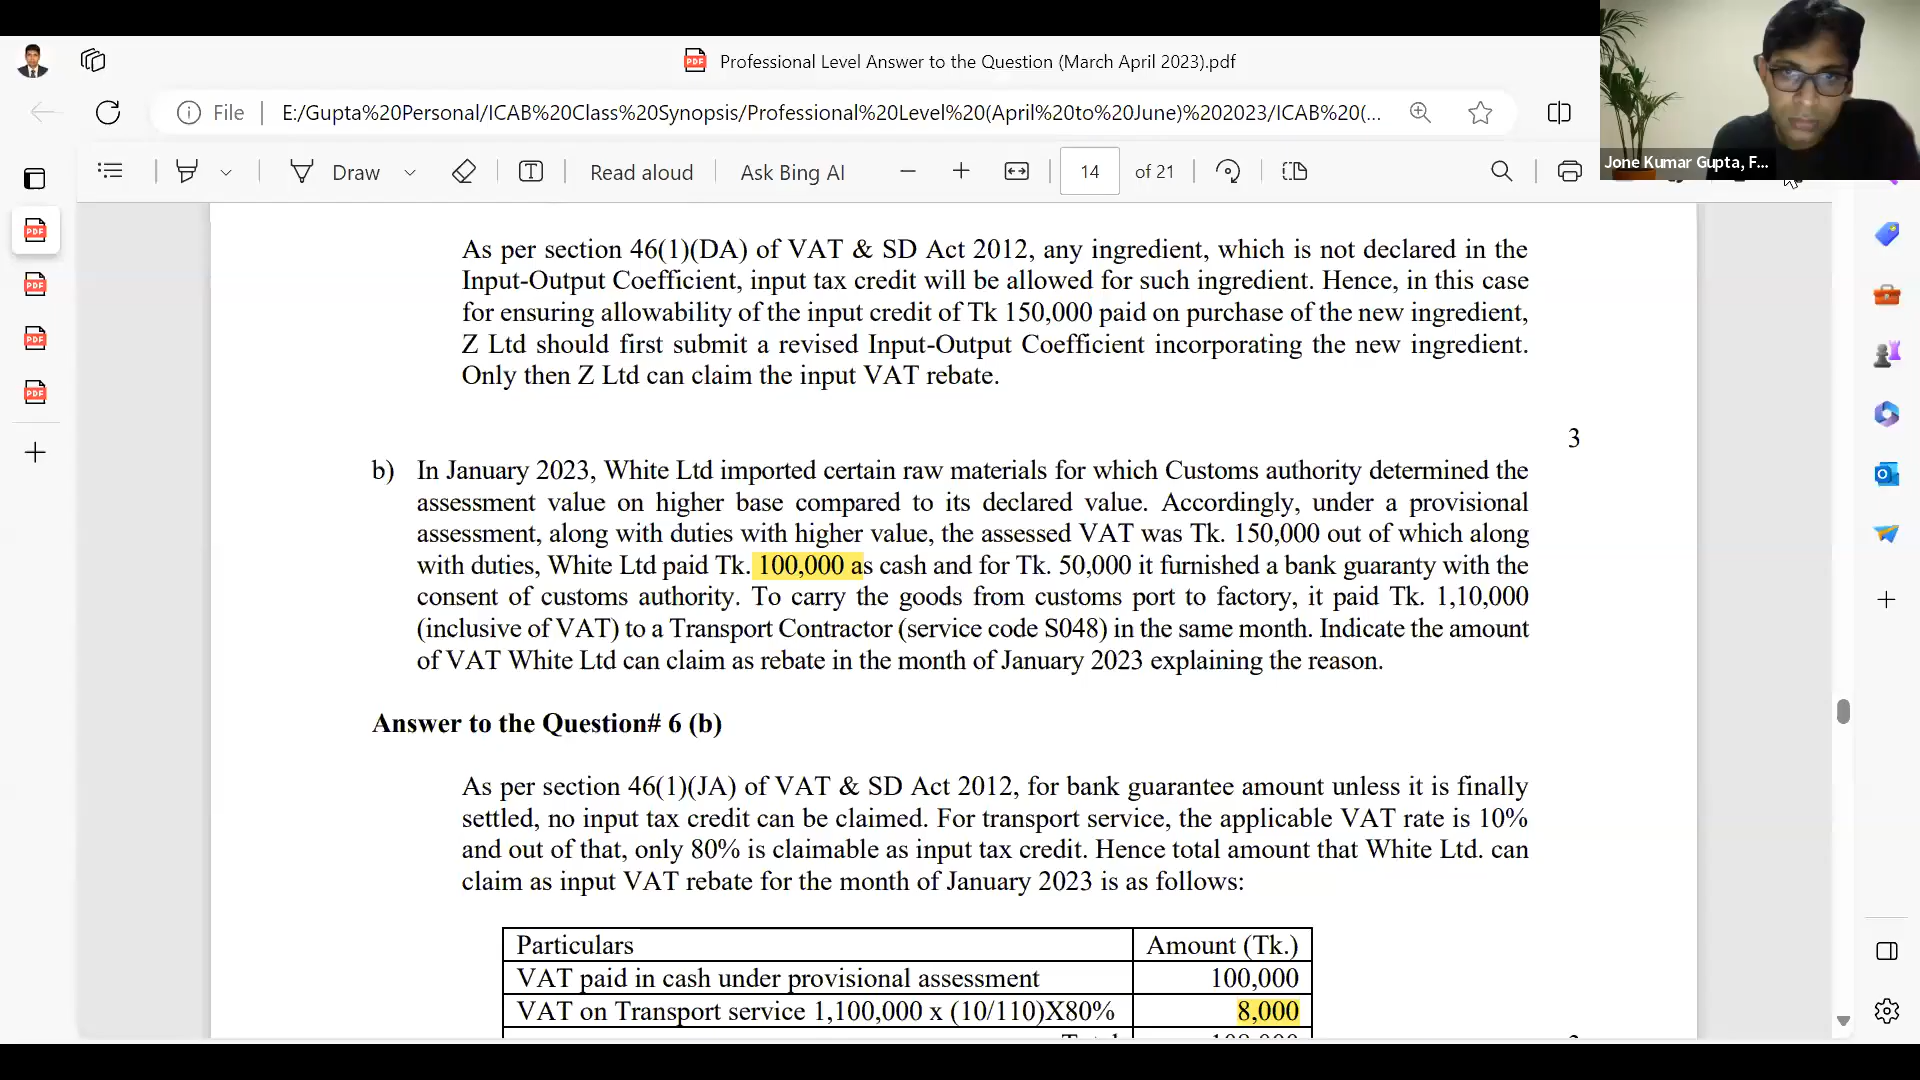 Professional Level Answer to the Question (March April 2023).pdf
File
E:/Gupta%20Personal/ICAB%20Class%20Synopsis/Professional%20Level%20(April%20to%20June)%202023/ICAB%20(...
Jone Kumar Gupta, F...
Draw
Read aloud
Ask Bing AI
14
of 21
As per section 46(1)(DA) of VAT & SD Act 2012, any ingredient, which is not declared in the
Input-Output Coefficient, input tax credit will be allowed for such ingredient. Hence, in this case
for ensuring allowability of the input credit of Tk 150,000 paid on purchase of the new ingredient,
Z Ltd should first submit a revised Input-Output Coefficient incorporating the new ingredient.
Only then Z Ltd can claim the input VAT rebate.
3
b) In January 2023, White Ltd imported certain raw materials for which Customs authority determined the
assessment value on higher base compared to its declared value. Accordingly, under a provisional
assessment, along with duties with higher value, the assessed VAT was Tk. 150,000 out of which along
with duties, White Ltd paid Tk. 100,000 as cash and for Tk. 50,000 it furnished a bank guaranty with the
consent of customs authority. To carry the goods from customs port to factory, it paid Tk. 1,10,000
(inclusive of VAT) to a Transport Contractor (service code S048) in the same month. Indicate the amount
of VAT White Ltd can claim as rebate in the month of January 2023 explaining the reason.
Answer to the Question# 6 (b)
As per section 46(1)(JA) of VAT & SD Act 2012, for bank guarantee amount unless it is finally
settled, no input tax credit can be claimed. For transport service, the applicable VAT rate is 10%
and out of that, only 80% is claimable as input tax credit. Hence total amount that White Ltd. can
claim as input VAT rebate for the month of January 2023 is as follows:
Particulars Amount (Tk.)
VAT paid in cash under provisional assessment 100,000
VAT on Transport service 1,100,000 x (10/110)X80% 8,000